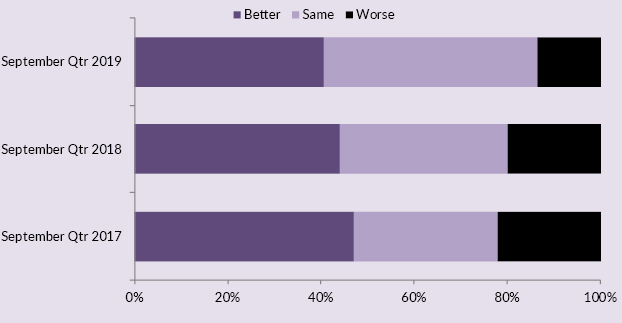 Better Same Worse
September Qtr 2019
September Qtr 2018
September Qtr 2017
0% 20% 40% 60% 80% 100%